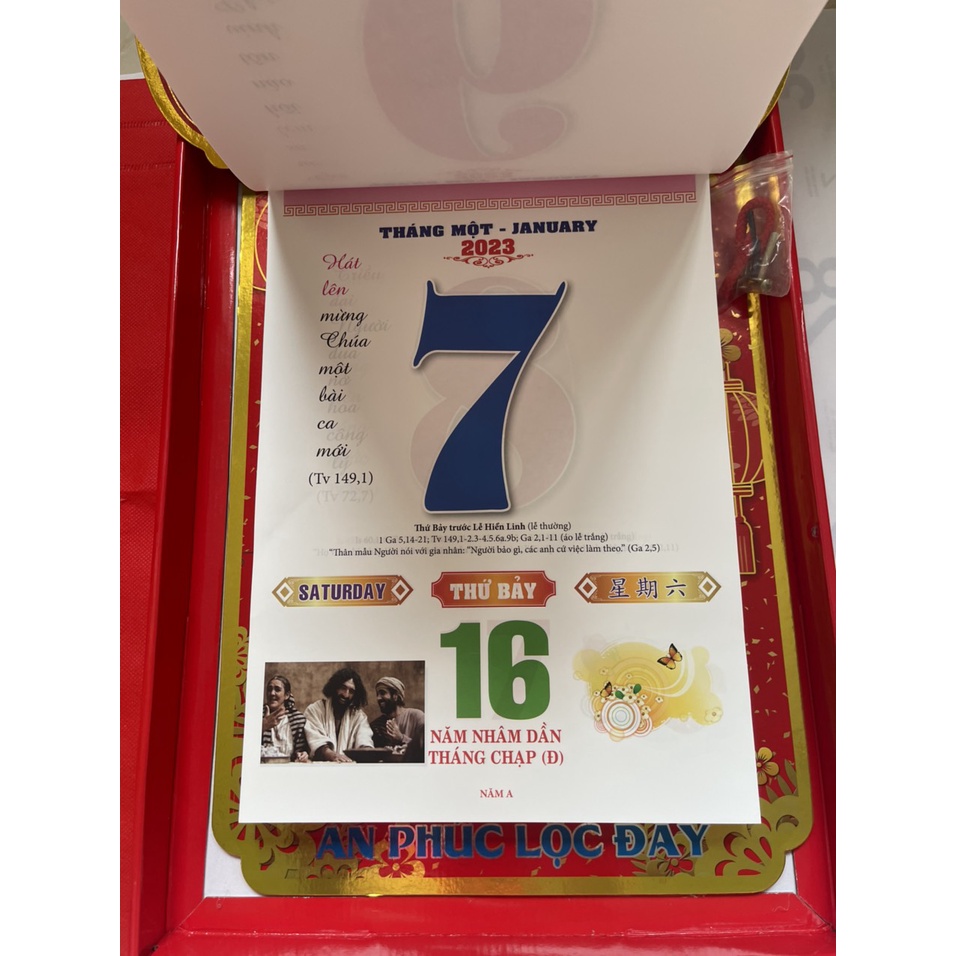 THÁNG MỘT - JANUARY
2023
Hát
lên
mừng
Chúa
một
bài
ca
mới
(Tv 149,1)
(Tv 72,7)
7
Thứ Bảy trước Lễ Hiển Linh (lễ thường)
1 Ga 5,14-21; Tv 149,1-2.3-4.5.6a.9b; Ga 2,1-11 (áo lễ trắng)
"Thân mẫu Người nói với gia nhân: "Người bảo gì, các anh cứ việc làm theo." (Ga 2,5)
SATURDAY THỨ BẢY 星期六
16
NĂM NHÂM DẦN
THÁNG CHẠP (Đ)
NĂM A
AN PHÚC LỘC ĐẦY